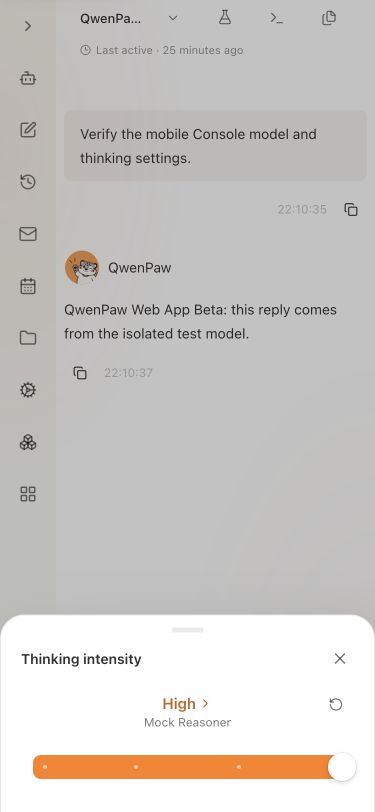 QwenPa...
Last active · 25 minutes ago
Verify the mobile Console model and
thinking settings.
22:10:35
QwenPaw
QwenPaw Web App Beta: this reply comes
from the isolated test model.
22:10:37
Thinking intensity
High
Mock Reasoner